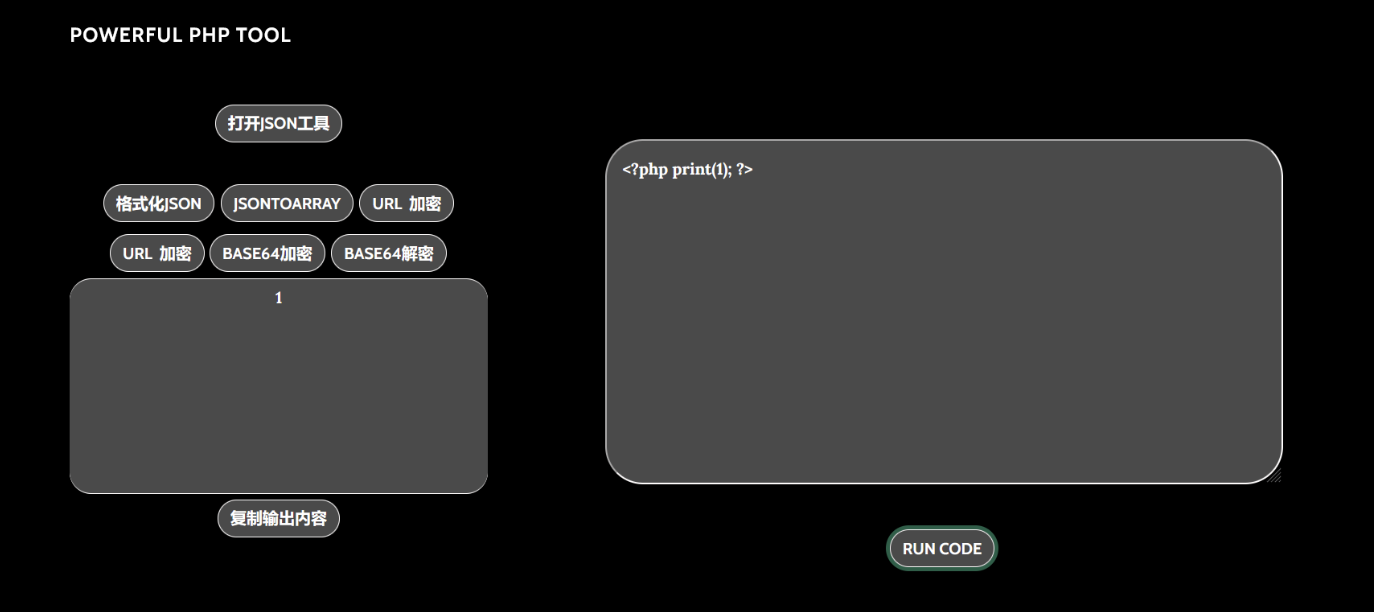 POWERFUL PHP TOOL
打开JSON工具
格式化JSON JSONTOARRAY URL 加密
URL 加密 BASE64加密 BASE64解密
1
复制输出内容
<?php print(1); ?>
RUN CODE